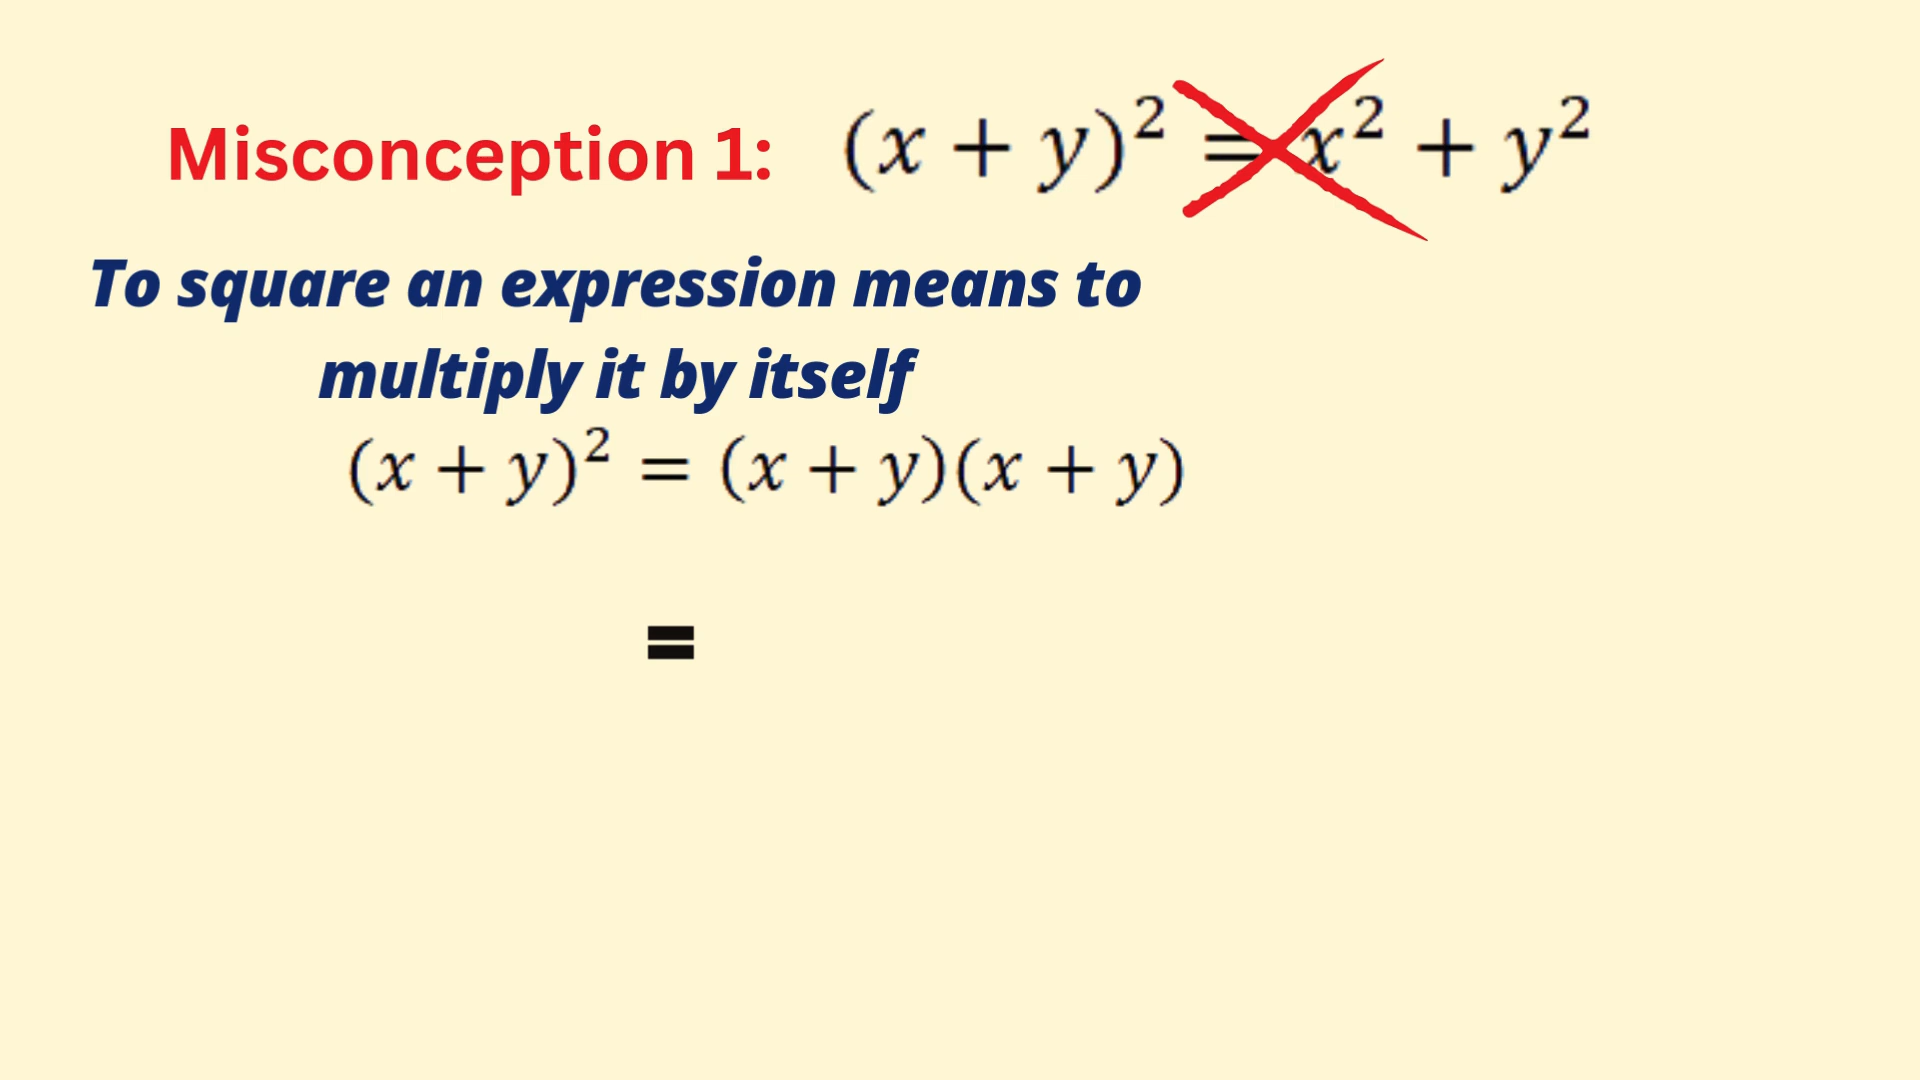 Misconception 1: (x + y)² = x² + y²
To square an expression means to
multiply it by itself
(x + y)² = (x + y)(x + y)
=